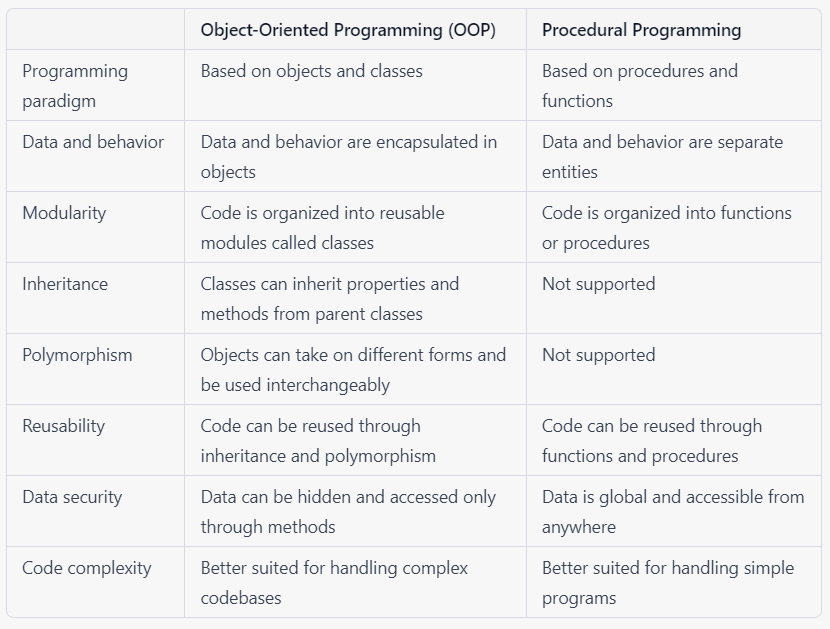 Object-Oriented Programming (OOP) Procedural Programming
Programming paradigm Based on objects and classes Based on procedures and functions
Data and behavior Data and behavior are encapsulated in objects Data and behavior are separate entities
Modularity Code is organized into reusable modules called classes Code is organized into functions or procedures
Inheritance Classes can inherit properties and methods from parent classes Not supported
Polymorphism Objects can take on different forms and be used interchangeably Not supported
Reusability Code can be reused through inheritance and polymorphism Code can be reused through functions and procedures
Data security Data can be hidden and accessed only through methods Data is global and accessible from anywhere
Code complexity Better suited for handling complex codebases Better suited for handling simple programs